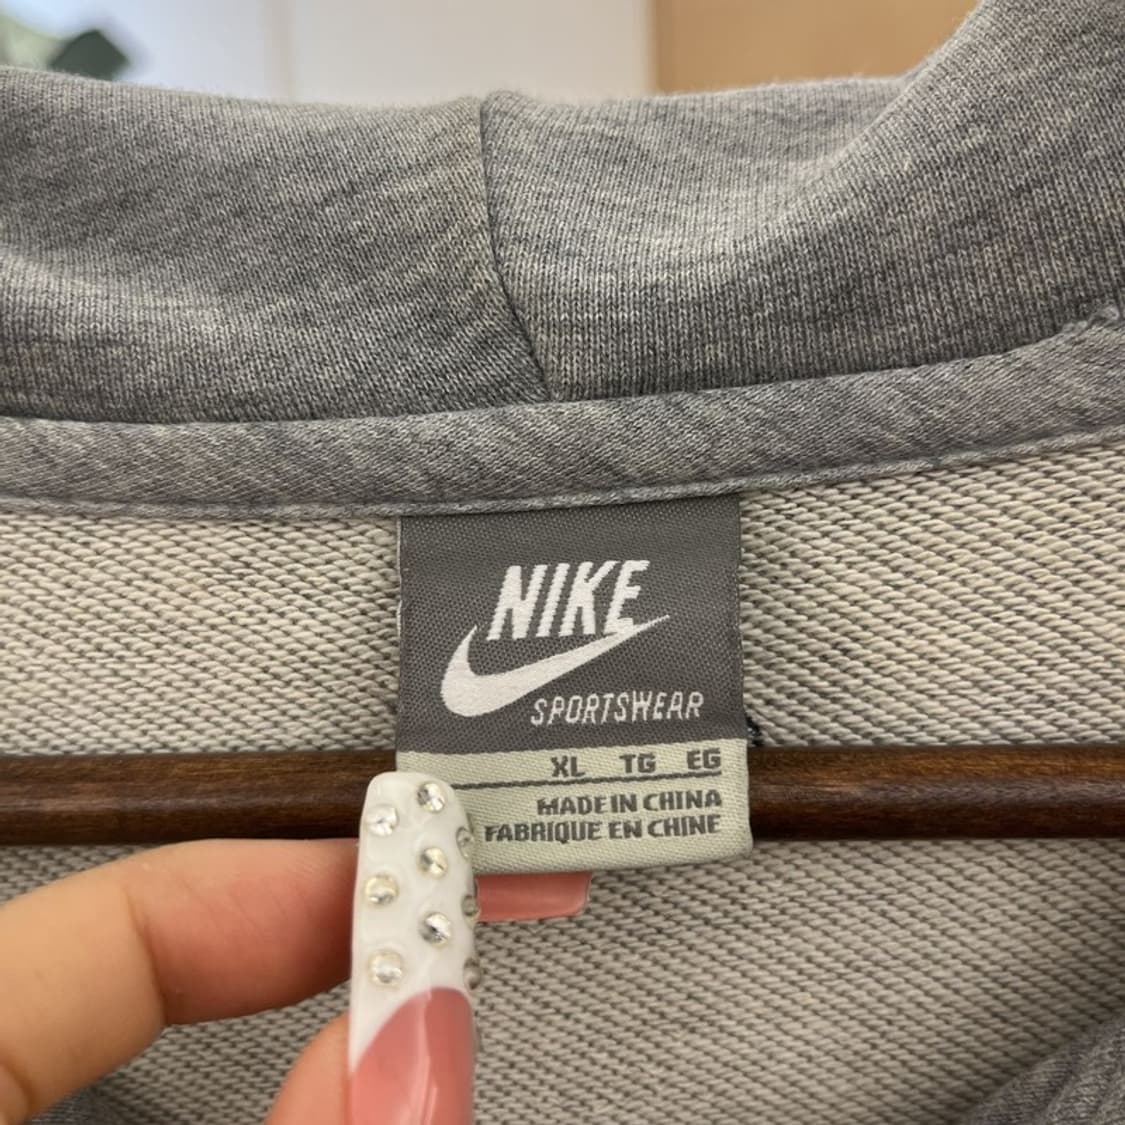 NIKE
SPORTSWEAR
XL TG EG
MADE IN CHINA
FABRIQUE EN CHINE